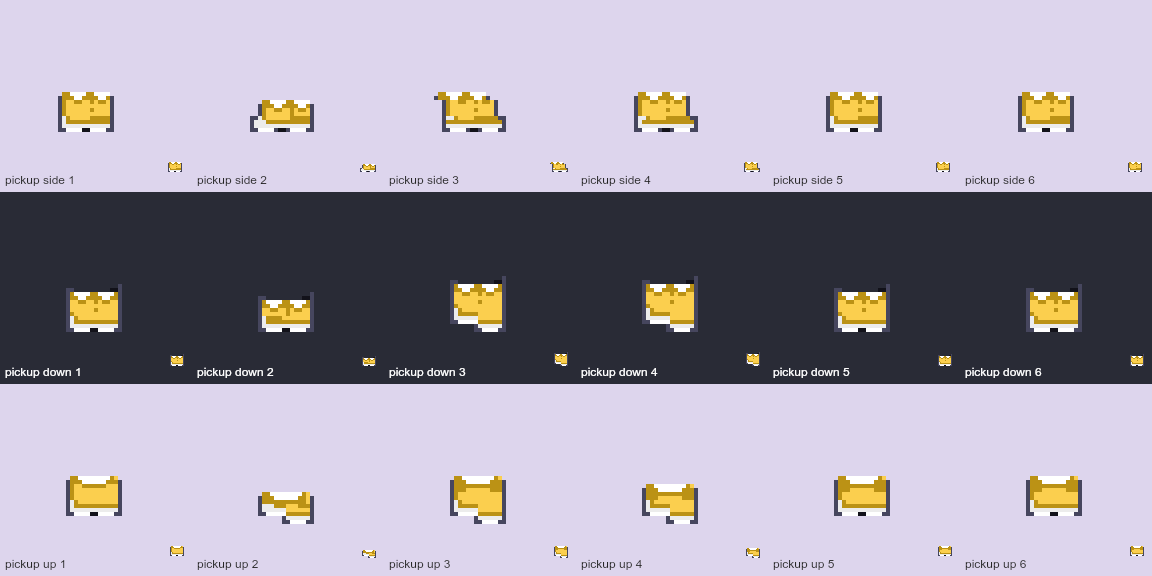 pickup side 1
pickup side 2
pickup side 3
pickup side 4
pickup side 5
pickup side 6
pickup down 1
pickup down 2
pickup down 3
pickup down 4
pickup down 5
pickup down 6
pickup up 1
pickup up 2
pickup up 3
pickup up 4
pickup up 5
pickup up 6